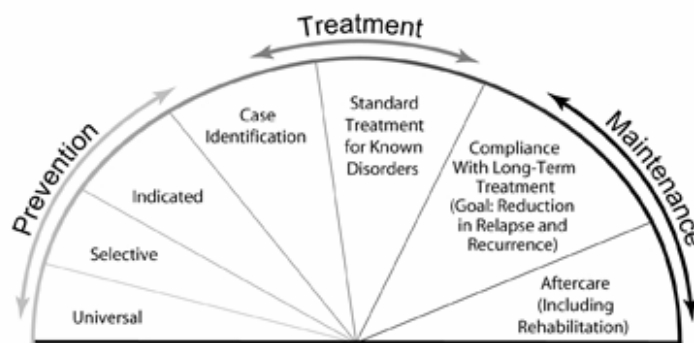 Prevention
Treatment
Maintenance
Universal
Selective
Indicated
Case
Identification
Standard
Treatment
for Known
Disorders
Compliance
With Long-Term
Treatment
(Goal: Reduction
in Relapse and
Recurrence)
Aftercare
(Including
Rehabilitation)